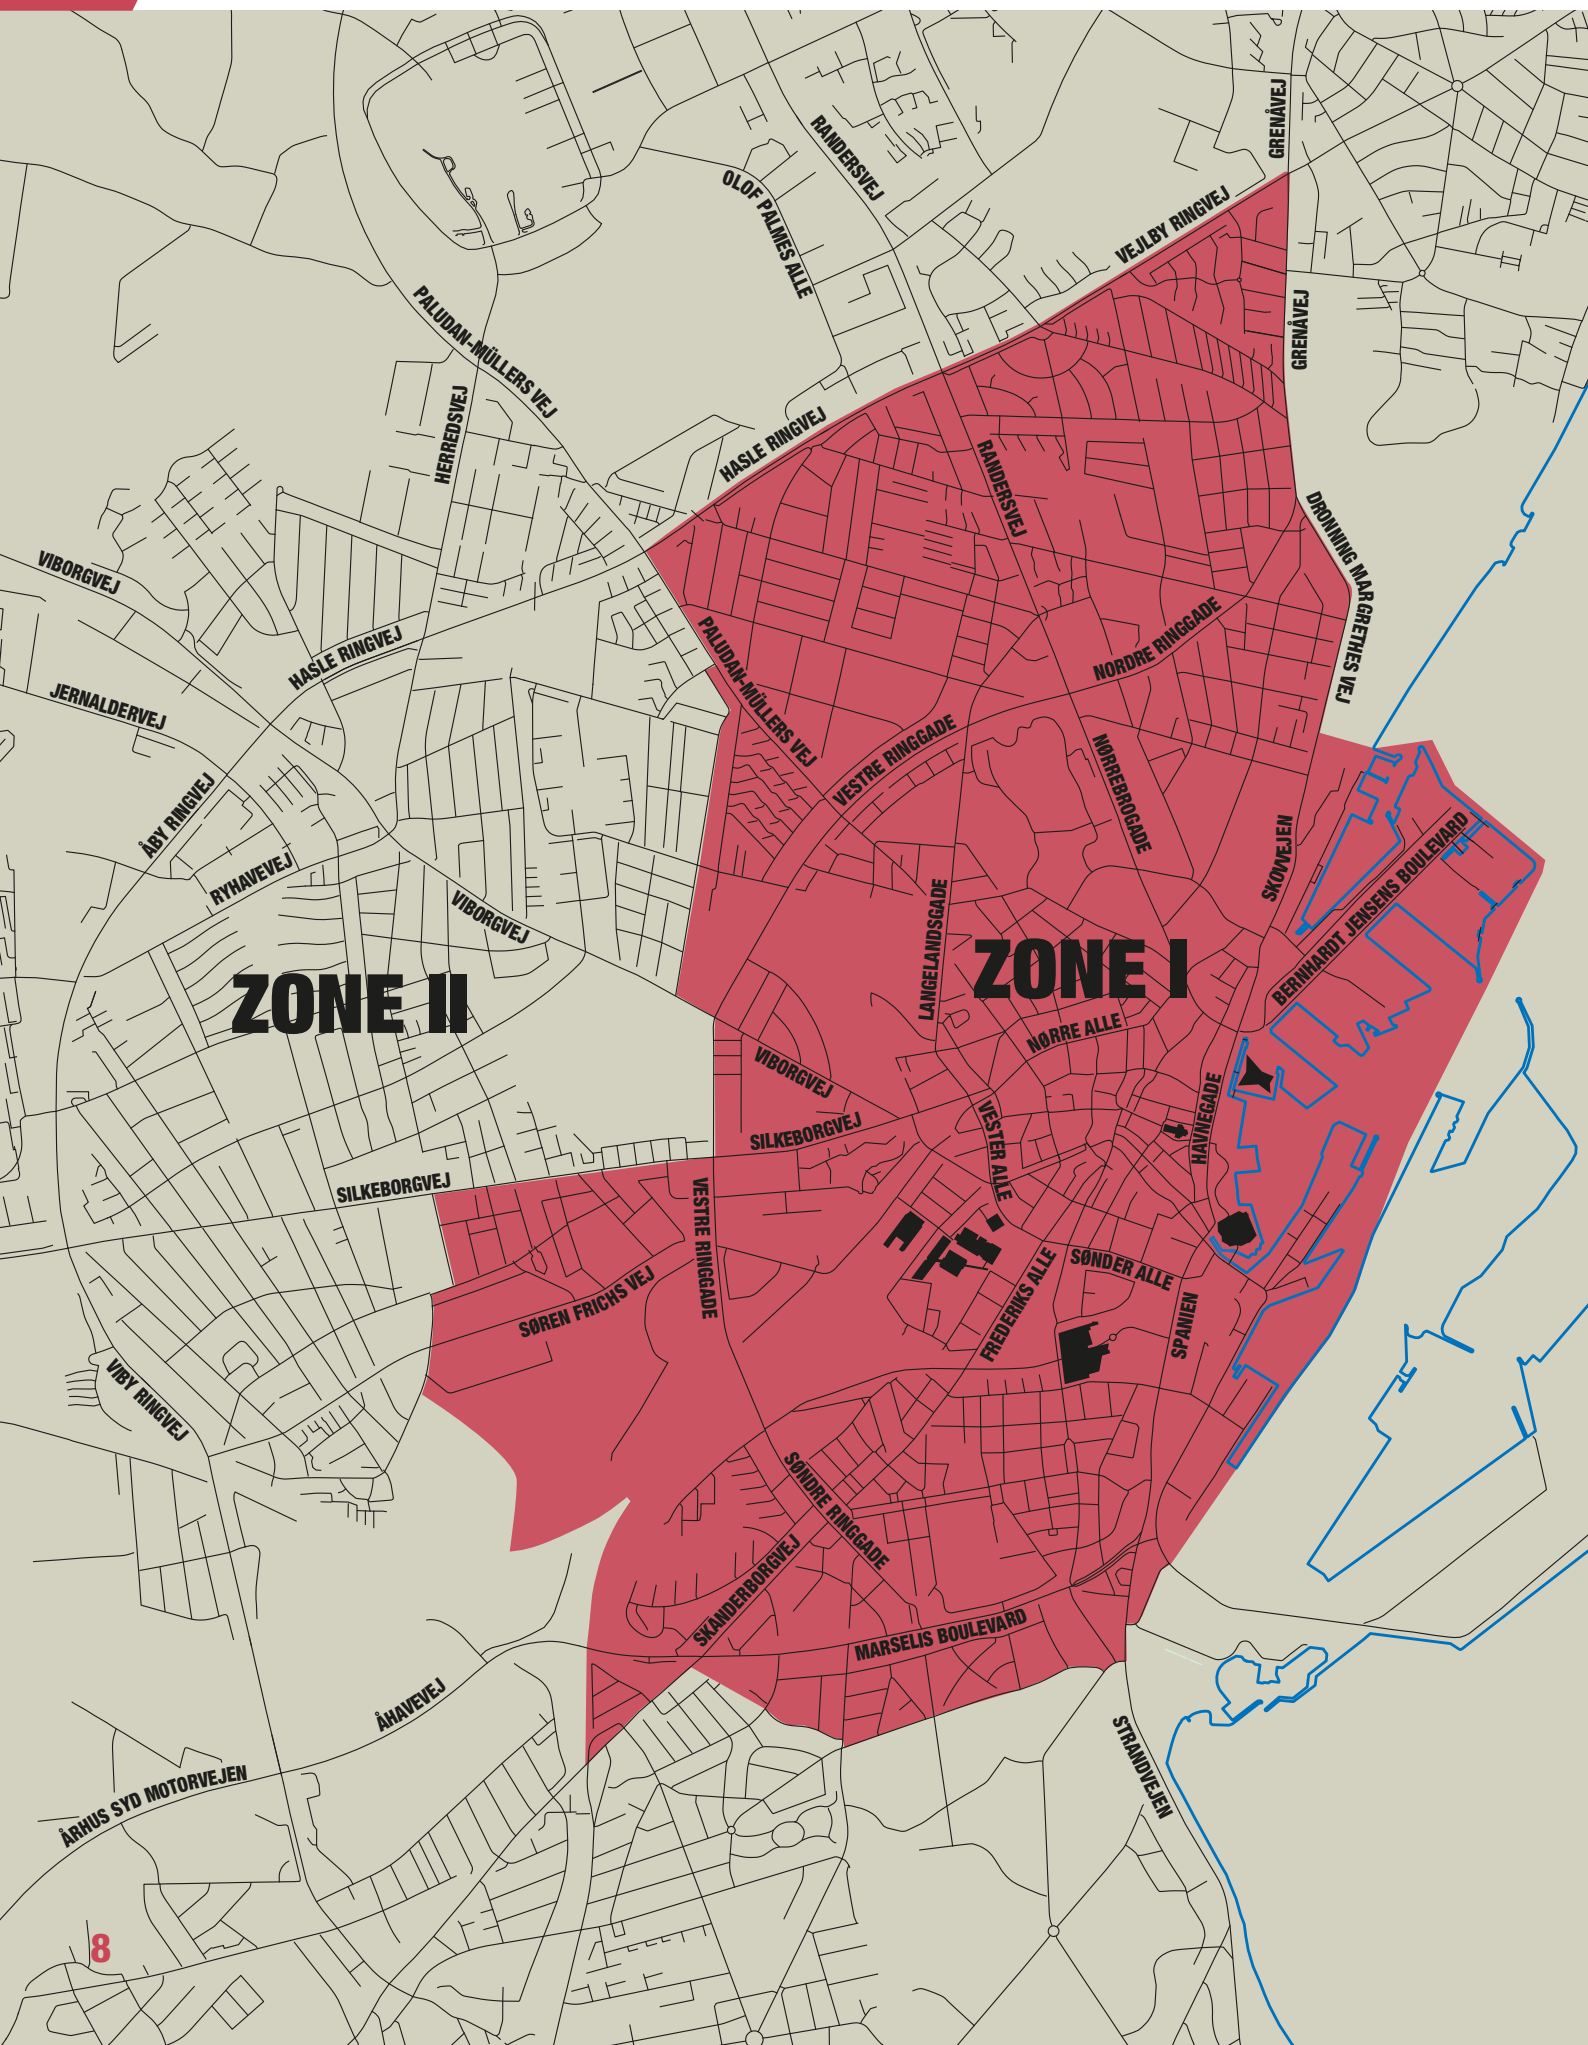 GRENÅVEJ
RANDERSVEJ
OLOF PALMES ALLE
VEJLBY RINGVEJ
PALUDAN-MÜLLERS VEJ
GRENÅVEJ
HERREDSVEJ
HASLE RINGVEJ
RANDERSVEJ
DRONNING MARGRETHES VEJ
VIBORGVEJ
HASLE RINGVEJ
PALUDAN-MÜLLERS VEJ
NORDRE RINGGADE
JERNALDERVEJ
VESTRE RINGGADE
NØRREBROGADE
ÅBY RINGVEJ
SKOVVEJEN
BERNHARDT JENSENS BOULEVARD
RYHAVEVEJ
VIBORGVEJ
LANGELANDSGADE
ZONE I
ZONE II
NØRRE ALLE
VIBORGVEJ
HAVNEGADE
SILKEBORGVEJ
VESTER ALLE
SILKEBORGVEJ
VESTRE RINGGADE
SØNDER ALLE
SØREN FRICHS VEJ
FREDERIKS ALLE
SPANIEN
VIBY RINGVEJ
SØNDRE RINGGADE
SKANDERBORGVEJ
MARSELIS BOULEVARD
ÅHAVEVEJ
STRANDVEJEN
ÅRHUS SYD MOTORVEJEN
8